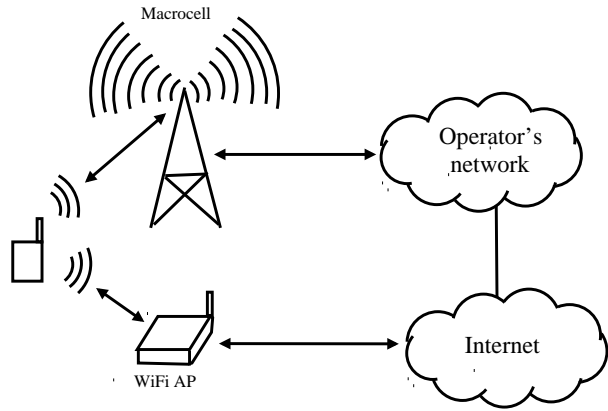 Macrocell
Operator’s
network
Internet
WiFi AP